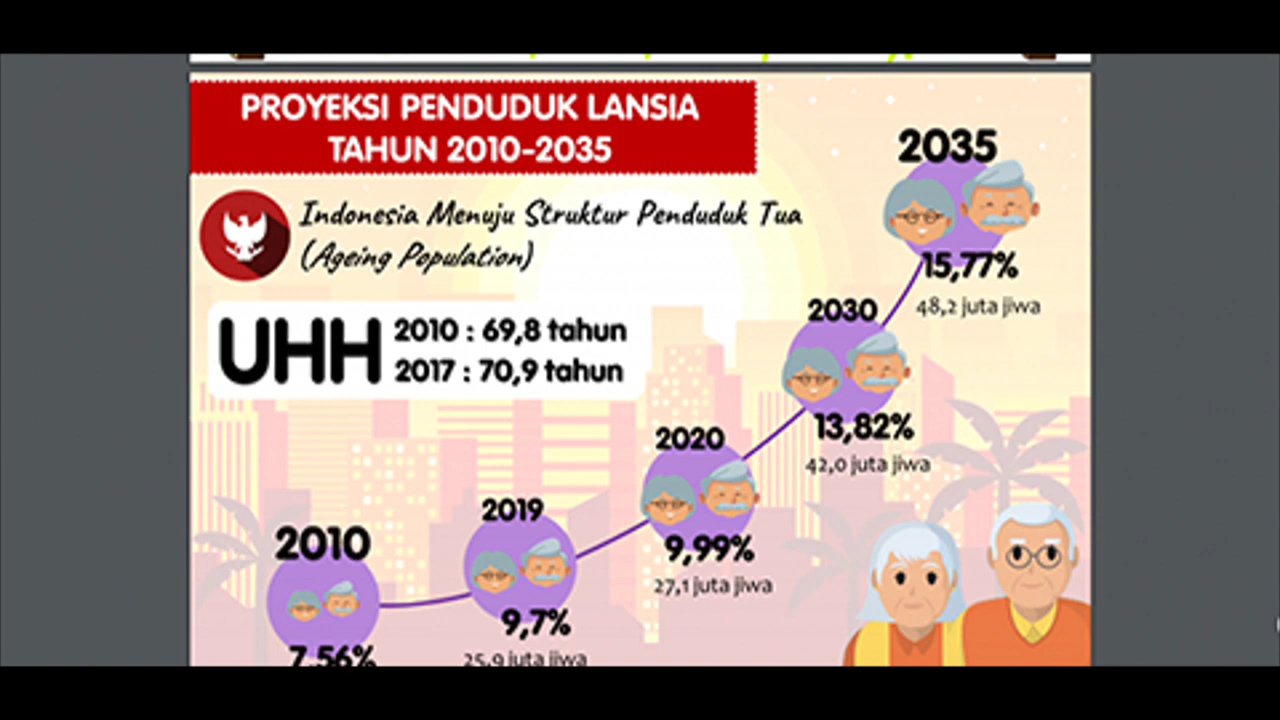 PROYEKSI PENDUDUK LANSIA
TAHUN 2010-2035
Indonesia Menuju Struktur Penduduk Tua
(Ageing Population)
UHH
2010 : 69,8 tahun
2017 : 70,9 tahun
2010
7,56%
2019
9,7%
25,9 juta jiwa
2020
9,99%
27,1 juta jiwa
2030
13,82%
42,0 juta jiwa
2035
15,77%
48,2 juta jiwa